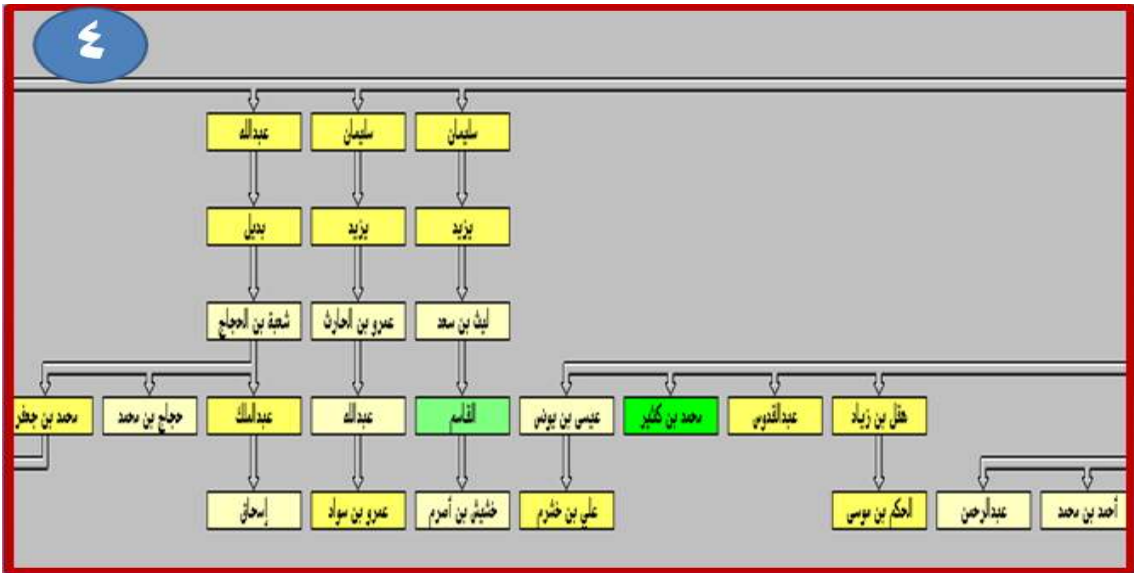 ٤
سليمان سليمان عبدالله
يزيد يزيد بديل
ليث بن سعد عمرو بن الحارث شعبة بن الحجاج
هقل بن زياد عبدالقدوس محمد بن كثير عيسى بن يونس القاسم عبدالله عبدالملك حجاج بن محمد محمد بن جعفر
أحمد بن محمد عبدالرحمن الحكم بن موسى علي بن خشرم خشيش بن أصرم عمرو بن سواد إسحاق